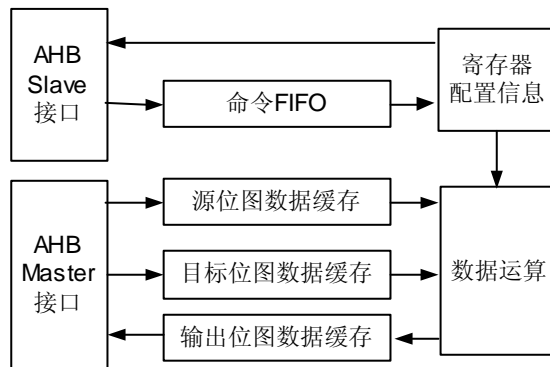 AHB
Slave
接口
命令FIFO
寄存器
配置信息
AHB
Master
接口
源位图数据缓存
目标位图数据缓存
输出位图数据缓存
数据运算